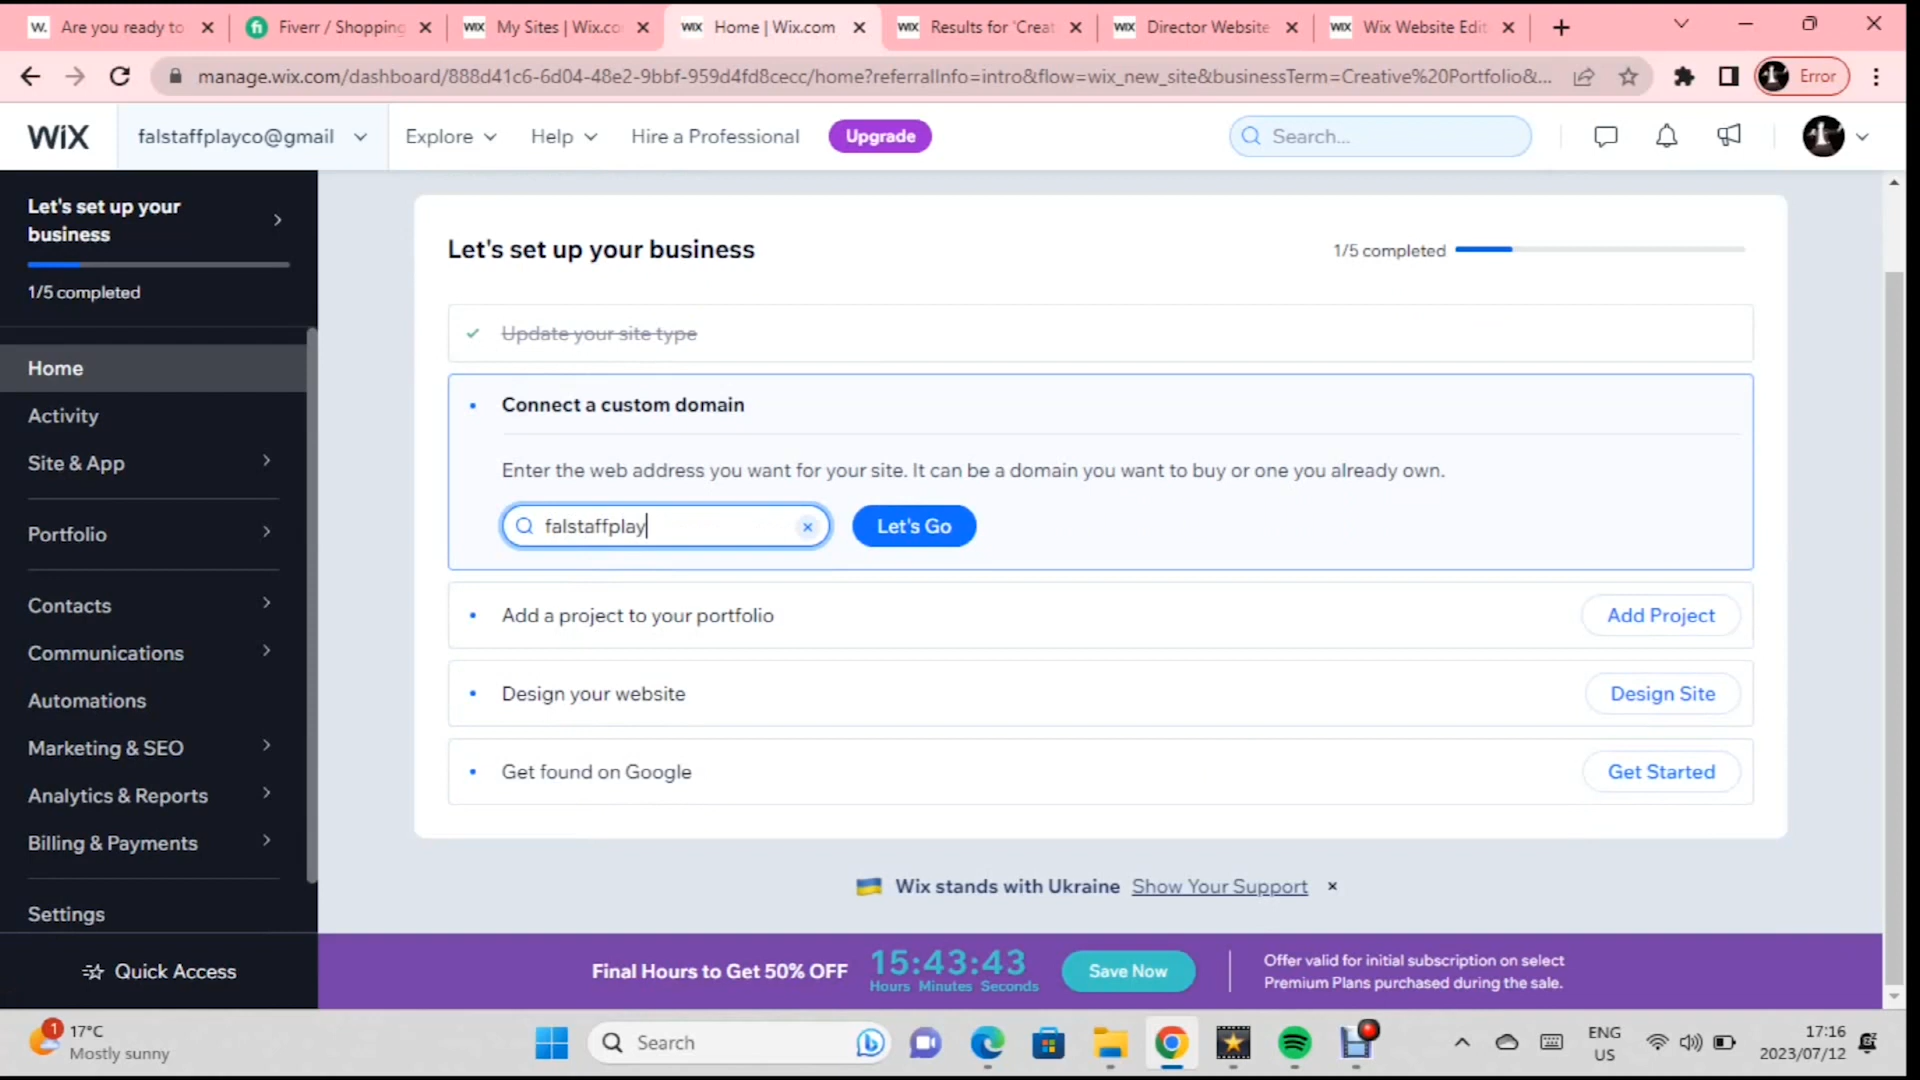 W. Are you ready to
Fiverr / Shopping
WIX My Sites | Wix.co
WIX Home | Wix.com
WIX Results for 'Creat
WIX Director Website
WIX Wix Website Edit
manage.wix.com/dashboard/888d41c6-6d04-48e2-9bbf-959d4fd8cecc/home?referralInfo=intro&flow=wix_new_site&businessTerm=Creative%20Portfolio&...
Error
WiX
falstaffplayco@gmail
Explore
Help
Hire a Professional
Upgrade
Search...
Let's set up your
business
1/5 completed
Home
Activity
Site & App
Portfolio
Contacts
Communications
Automations
Marketing & SEO
Analytics & Reports
Billing & Payments
Settings
Quick Access
Let's set up your business
1/5 completed
Update your site type
Connect a custom domain
Enter the web address you want for your site. It can be a domain you want to buy or one you already own.
falstaffplay
Let's Go
Add a project to your portfolio
Add Project
Design your website
Design Site
Get found on Google
Get Started
Wix stands with Ukraine Show Your Support
Final Hours to Get 50% OFF
15:43:43
Hours Minutes Seconds
Save Now
Offer valid for initial subscription on select
Premium Plans purchased during the sale.
1
17°C
Mostly sunny
Search
ENG
US
17:16
2023/07/12